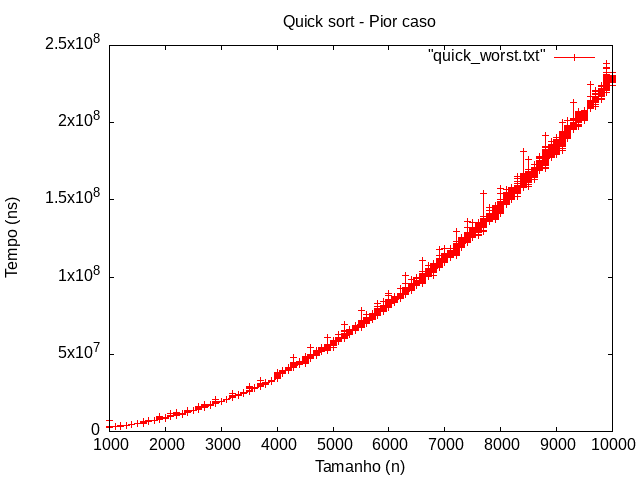 Quick sort - Pior caso
"quick_worst.txt"
Tempo (ns)
2.5x10^8
2x10^8
1.5x10^8
1x10^8
5x10^7
0
1000 2000 3000 4000 5000 6000 7000 8000 9000 10000
Tamanho (n)